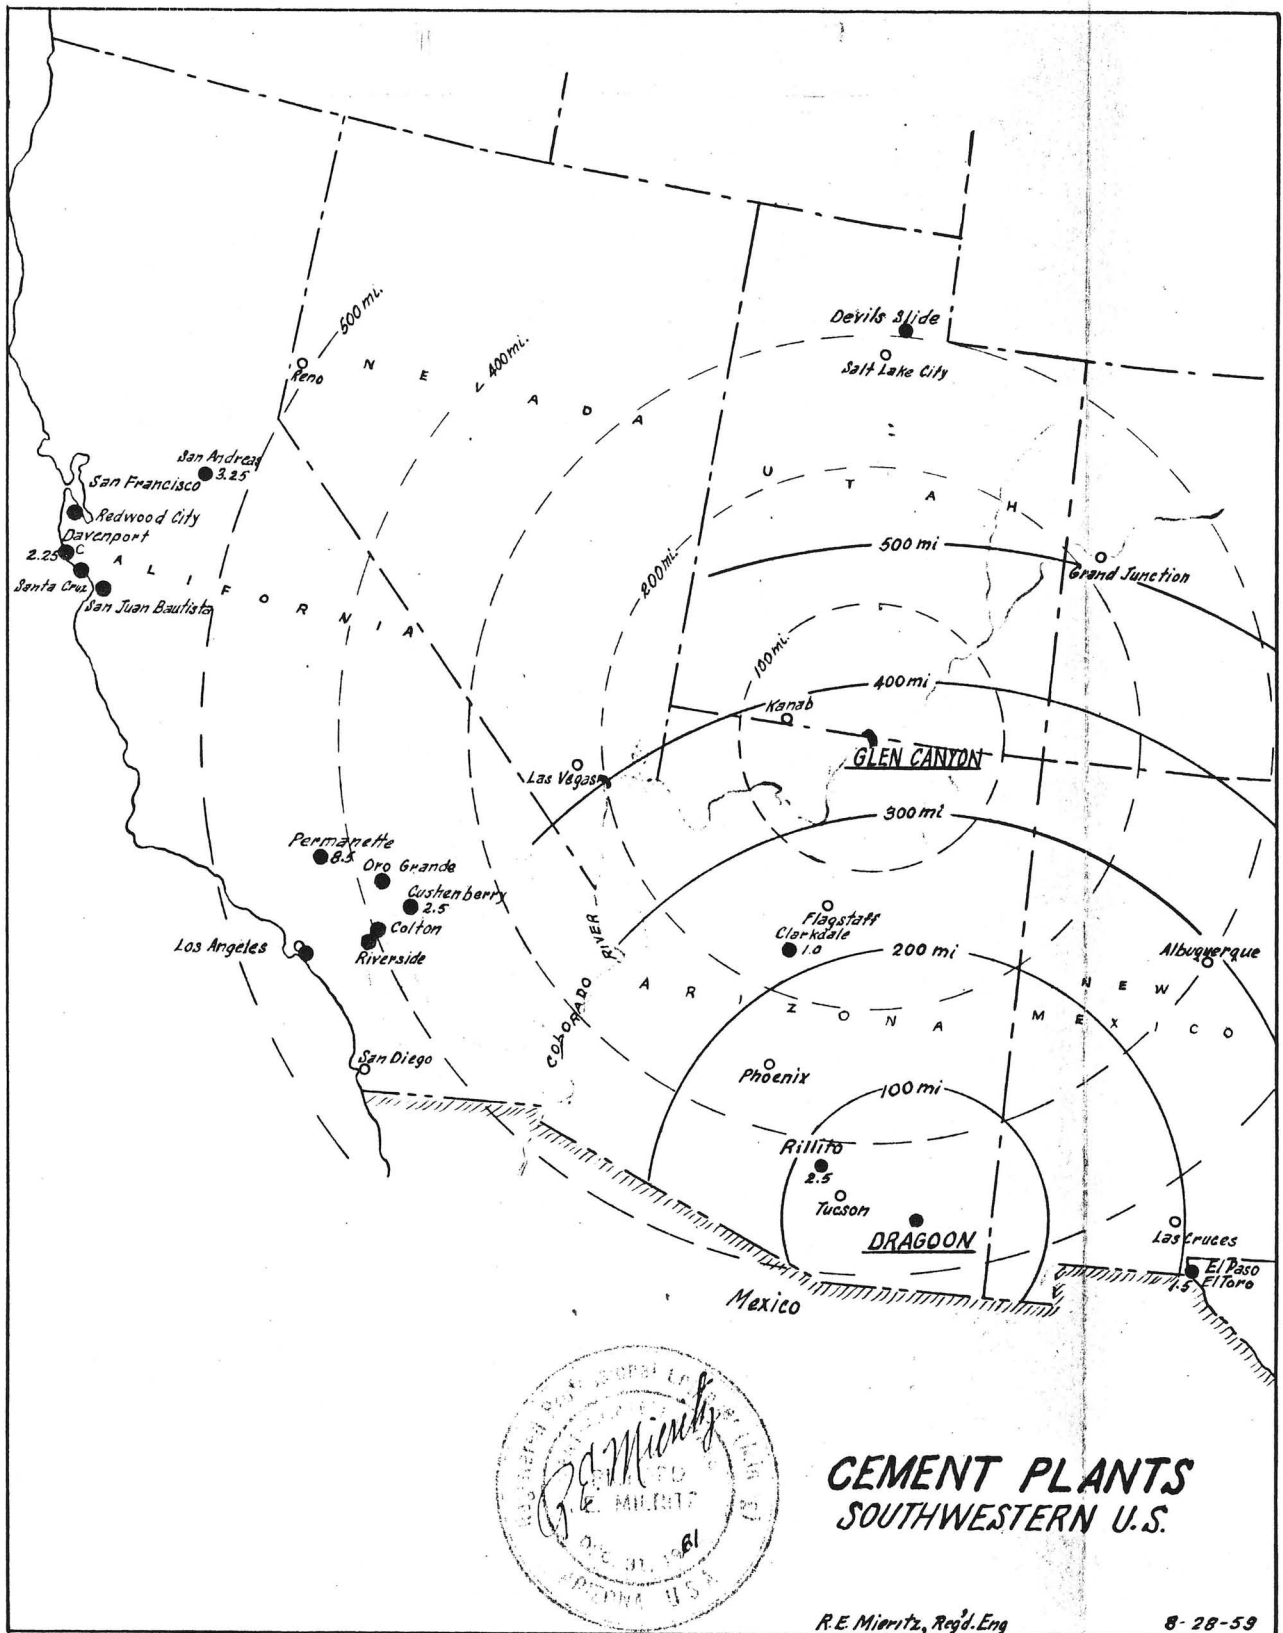 500 mi.
400 mi.
Reno
N E V A D A
Devils Slide
Salt Lake City
U T A H
San Andreas
3.25
San Francisco
Redwood City
Davenport
2.25
Santa Cruz
San Juan Bautista
C A L I F O R N I A
200 mi.
500 mi
Grand Junction
100 mi.
400 mi
Kanab
GLEN CANYON
Las Vegas
300 mi
Permanette
8.5
Oro Grande
Cushenberry
2.5
Colton
Riverside
Los Angeles
Flagstaff
Clarkdale
1.0
200 mi
Albuquerque
COLORADO RIVER
A R I Z O N A
N E W
M E X I C O
San Diego
Phoenix
100 mi
Rillito
2.5
Tucson
DRAGOON
Las Cruces
El Paso
El Toro
1.5
Mexico
R.E. Mieritz
ARIZONA U.S.A.
CEMENT PLANTS
SOUTHWESTERN U.S.
R.E. Mieritz, Reg'd. Eng
8-28-59